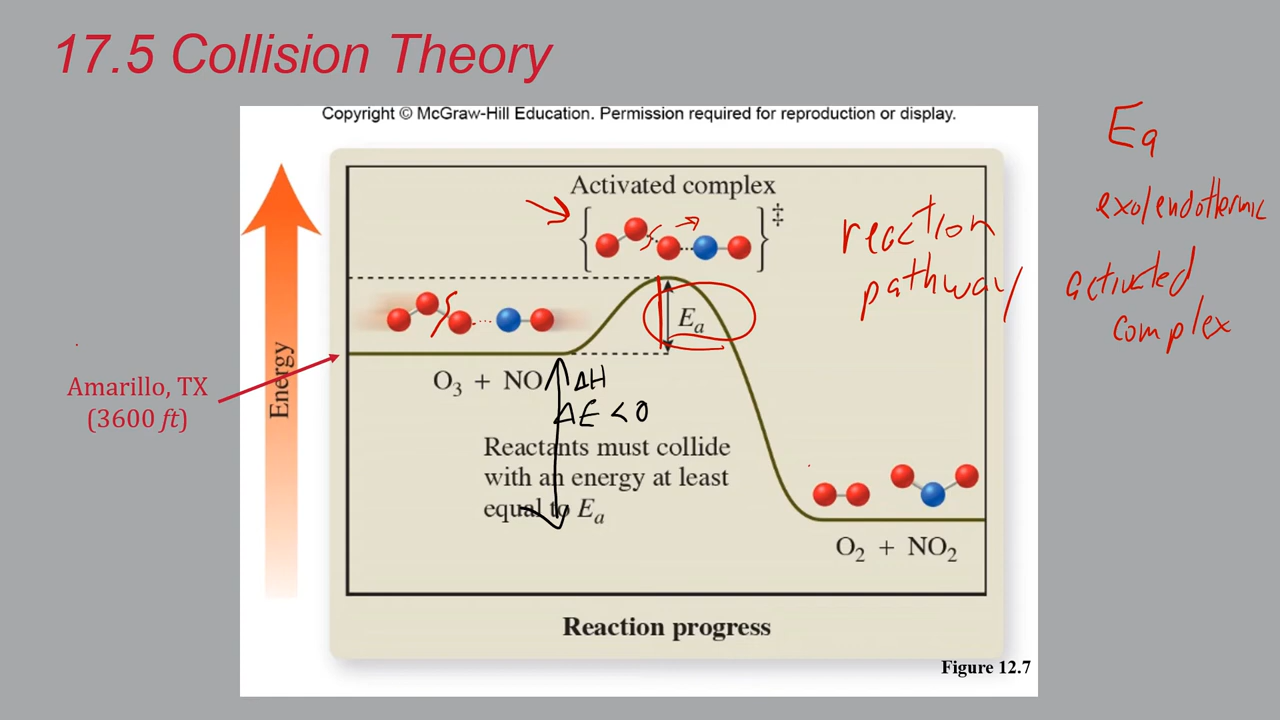 17.5 Collision Theory
Copyright © McGraw-Hill Education. Permission required for reproduction or display.
Ea
exo/endothermic
activated
complex
Activated complex
‡
reaction
pathway
Ea
Energy
Amarillo, TX
(3600 ft)
O3 + NO
ΔH
ΔE < 0
Reactants must collide
with an energy at least
equal to Ea
O2 + NO2
Reaction progress
Figure 12.7